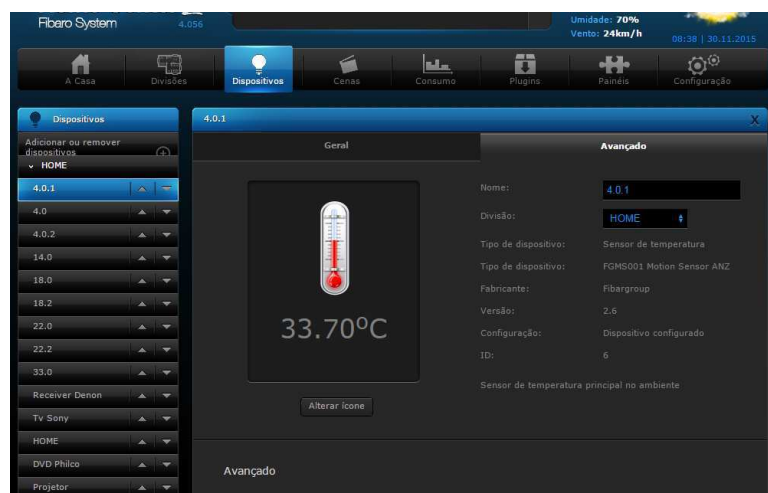 Fibaro System
4.056
Umidade: 70%
Vento: 24km/h
08:38 | 30.11.2015
A Casa
Divisões
Dispositivos
Cenas
Consumo
Plugins
Painéis
Configuração
Dispositivos
Adicionar ou remover
dispositivos
HOME
4.0.1
4.0
4.0.2
14.0
18.0
18.2
22.0
22.2
33.0
Receiver Denon
Tv Sony
HOME
DVD Philco
Projetor
4.0.1
X
Geral
Avançado
33.70ºC
Alterar ícone
Nome: 4.0.1
Divisão: HOME
Tipo de dispositivo: Sensor de temperatura
Tipo de dispositivo: FGMS001 Motion Sensor ANZ
Fabricante: Fibargroup
Versão: 2.6
Configuração: Dispositivo configurado
ID: 6
Sensor de temperatura principal no ambiente
Avançado